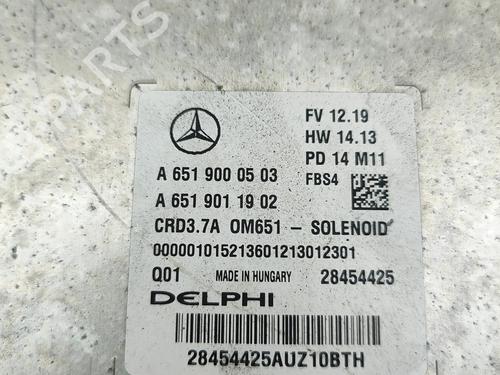 PARTS
FV 12.19
HW 14.13
PD 14 M11
FBS4
A 651 900 05 03
A 651 901 19 02
CRD3.7A OM651 - SOLENOID
000001015213601213012301
Q01 MADE IN HUNGARY 28454425
DELPHI
28454425AUZ10BTH